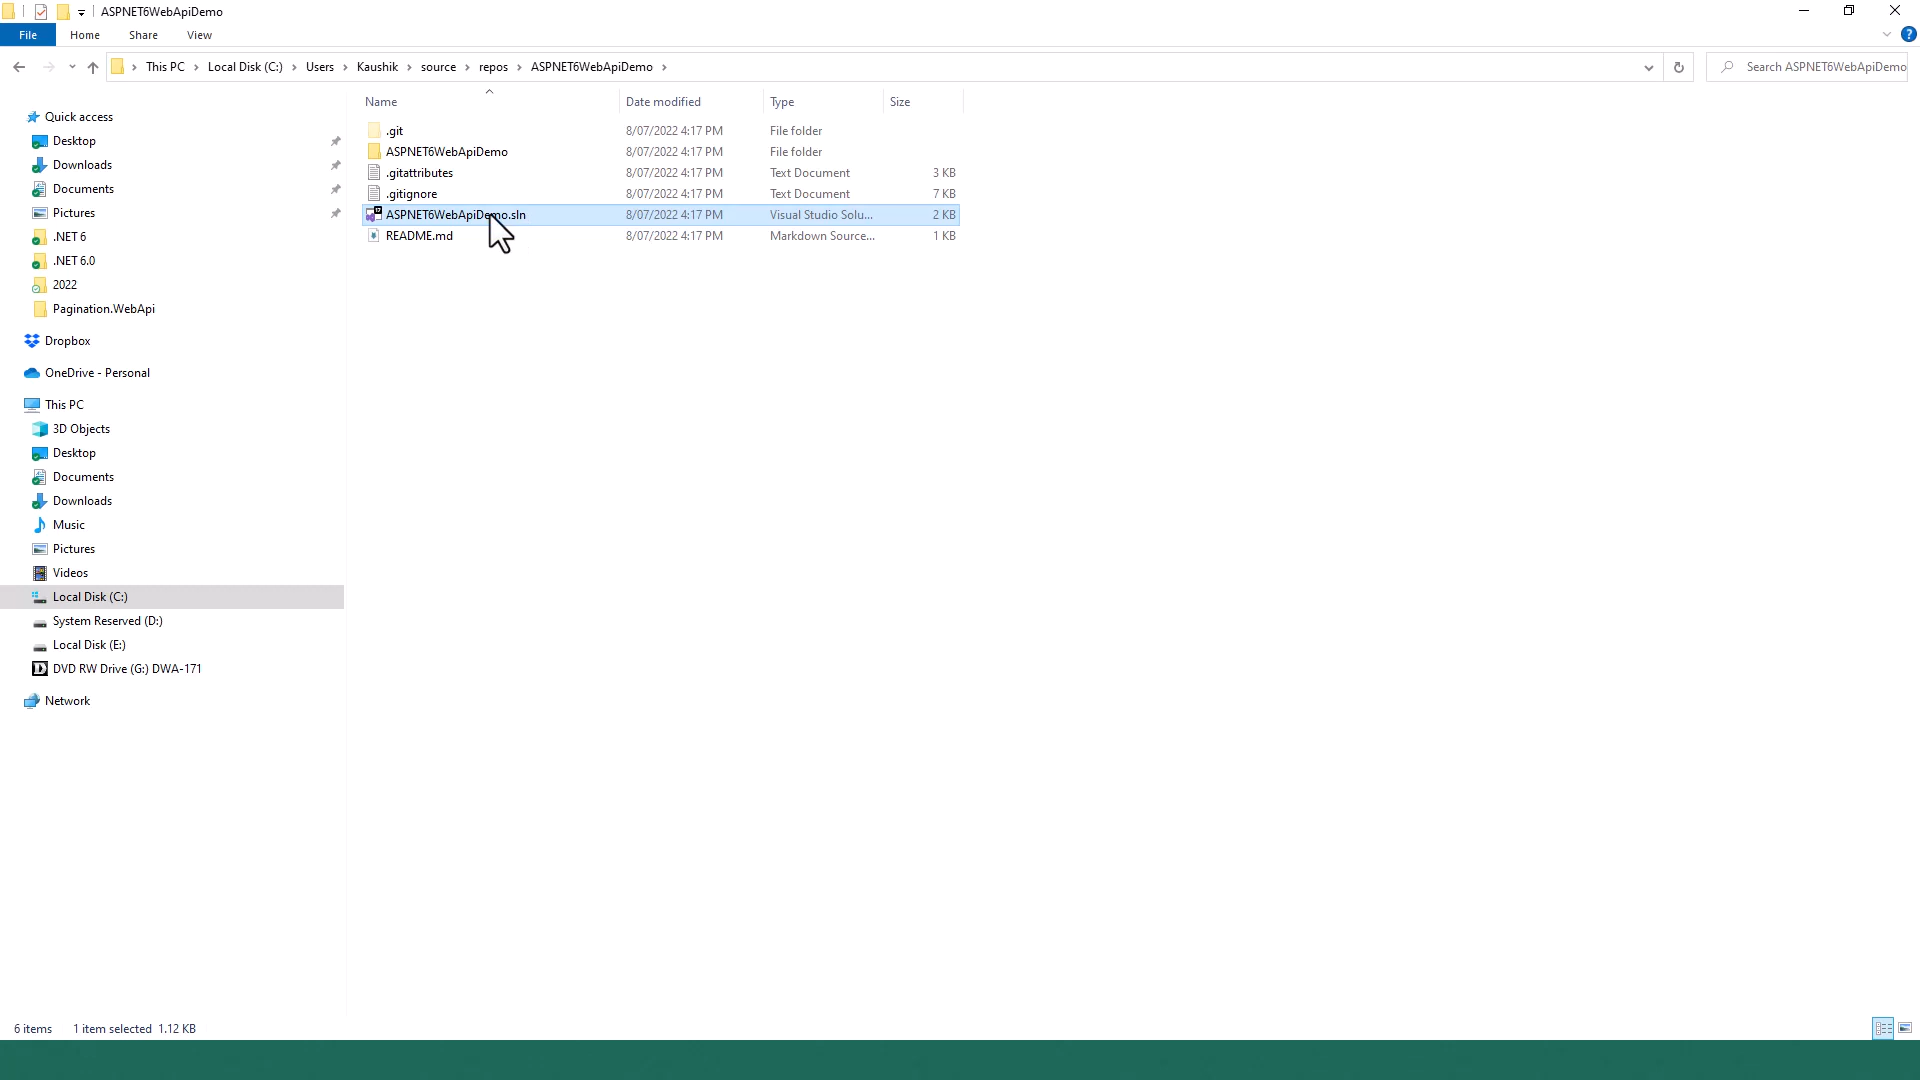 ASPNET6WebApiDemo
File Home Share View
This PC Local Disk (C:) Users Kaushik source repos ASPNET6WebApiDemo
Search ASPNET6WebApiDemo
Name Date modified Type Size
.git 8/07/2022 4:17 PM File folder
ASPNET6WebApiDemo 8/07/2022 4:17 PM File folder
.gitattributes 8/07/2022 4:17 PM Text Document 3 KB
.gitignore 8/07/2022 4:17 PM Text Document 7 KB
ASPNET6WebApiDemo.sln 8/07/2022 4:17 PM Visual Studio Solu... 2 KB
README.md 8/07/2022 4:17 PM Markdown Source... 1 KB
Quick access
Desktop
Downloads
Documents
Pictures
.NET 6
.NET 6.0
2022
Pagination.WebApi
Dropbox
OneDrive - Personal
This PC
3D Objects
Desktop
Documents
Downloads
Music
Pictures
Videos
Local Disk (C:)
System Reserved (D:)
Local Disk (E:)
DVD RW Drive (G:) DWA-171
Network
6 items 1 item selected 1.12 KB